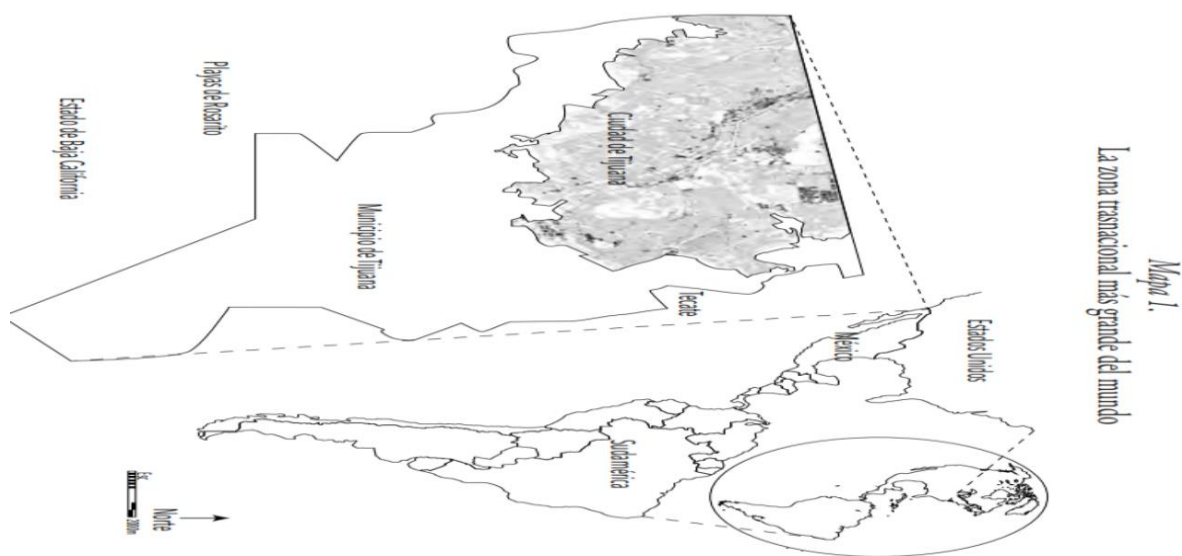 Mapa 1.
La zona trasnacional más grande del mundo
Estados Unidos
México
Sudamérica
Tecate
Ciudad de Tijuana
Municipio de Tijuana
Playas de Rosarito
Estado de Baja California
Norte
Esc